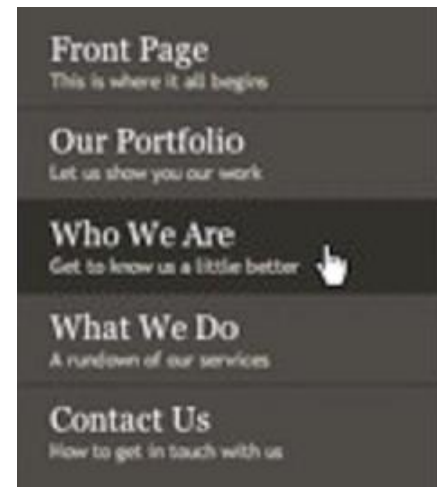 Front Page
This is where it all begins
Our Portfolio
Let us show you our work
Who We Are
Get to know us a little better
What We Do
A rundown of our services
Contact Us
How to get in touch with us